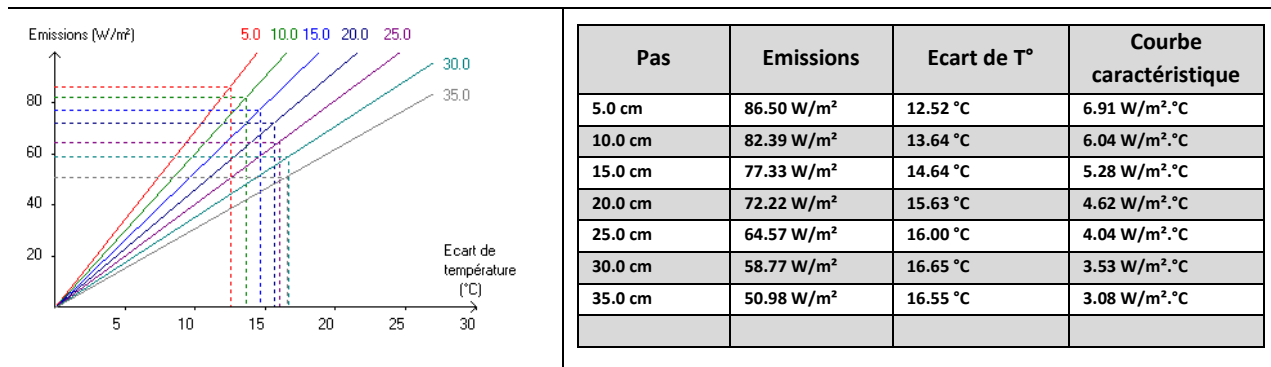 Emissions (W/m²)
5.0 10.0 15.0 20.0 25.0
30.0
35.0
80
60
40
20
Ecart de
température
(°C)
5 10 15 20 25 30
Pas Emissions Ecart de T° Courbe
caractéristique
5.0 cm 86.50 W/m² 12.52 °C 6.91 W/m².°C
10.0 cm 82.39 W/m² 13.64 °C 6.04 W/m².°C
15.0 cm 77.33 W/m² 14.64 °C 5.28 W/m².°C
20.0 cm 72.22 W/m² 15.63 °C 4.62 W/m².°C
25.0 cm 64.57 W/m² 16.00 °C 4.04 W/m².°C
30.0 cm 58.77 W/m² 16.65 °C 3.53 W/m².°C
35.0 cm 50.98 W/m² 16.55 °C 3.08 W/m².°C